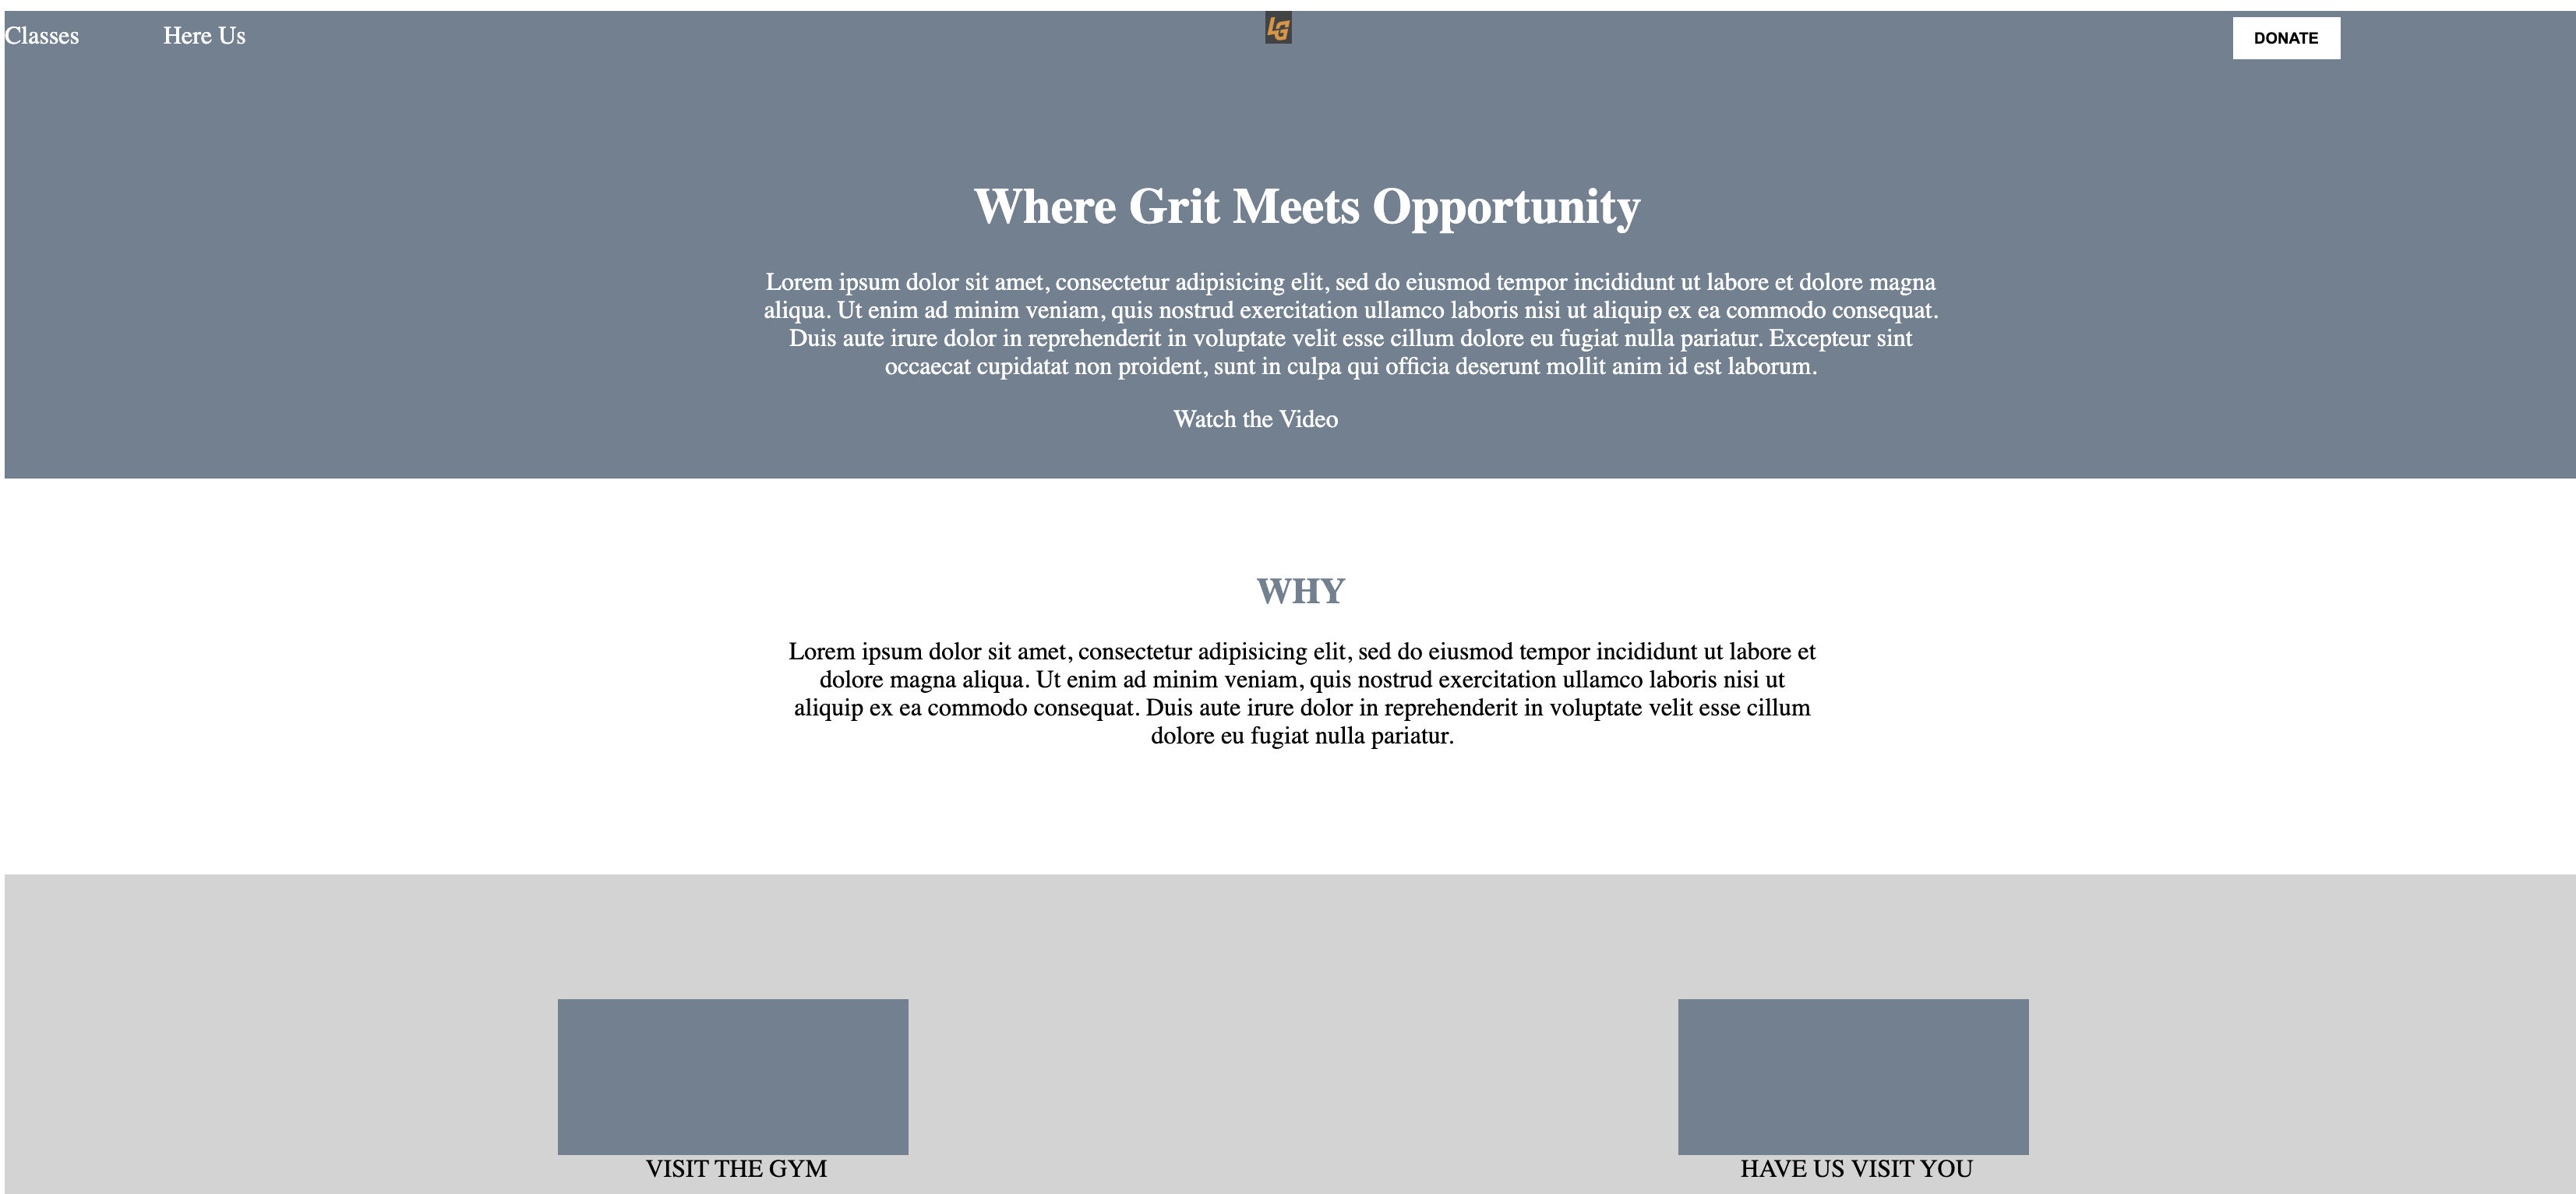 Classes
Here Us
LG
DONATE
Where Grit Meets Opportunity
Lorem ipsum dolor sit amet, consectetur adipisicing elit, sed do eiusmod tempor incididunt ut labore et dolore magna
aliqua. Ut enim ad minim veniam, quis nostrud exercitation ullamco laboris nisi ut aliquip ex ea commodo consequat.
Duis aute irure dolor in reprehenderit in voluptate velit esse cillum dolore eu fugiat nulla pariatur. Excepteur sint
occaecat cupidatat non proident, sunt in culpa qui officia deserunt mollit anim id est laborum.
Watch the Video
WHY
Lorem ipsum dolor sit amet, consectetur adipisicing elit, sed do eiusmod tempor incididunt ut labore et
dolore magna aliqua. Ut enim ad minim veniam, quis nostrud exercitation ullamco laboris nisi ut
aliquip ex ea commodo consequat. Duis aute irure dolor in reprehenderit in voluptate velit esse cillum
dolore eu fugiat nulla pariatur.
VISIT THE GYM
HAVE US VISIT YOU